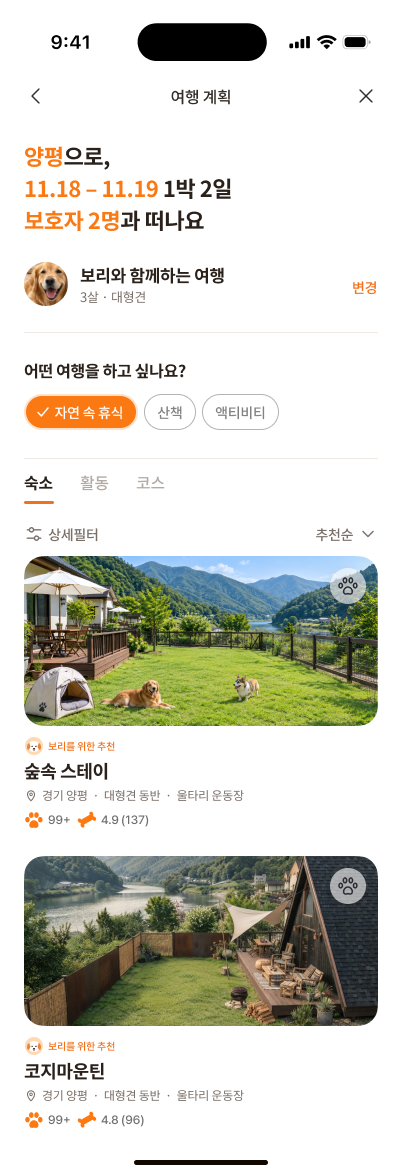 9:41
여행 계획
양평으로,
11.18 – 11.19 1박 2일
보호자 2명과 떠나요
보리와 함께하는 여행
3살 · 대형견
변경
어떤 여행을 하고 싶나요?
자연 속 휴식 산책 액티비티
숙소 활동 코스
상세필터 추천순
보리를 위한 추천
숲속 스테이
경기 양평 · 대형견 동반 · 울타리 운동장
99+ 4.9 (137)
보리를 위한 추천
코지마운틴
경기 양평 · 대형견 동반 · 울타리 운동장
99+ 4.8 (96)